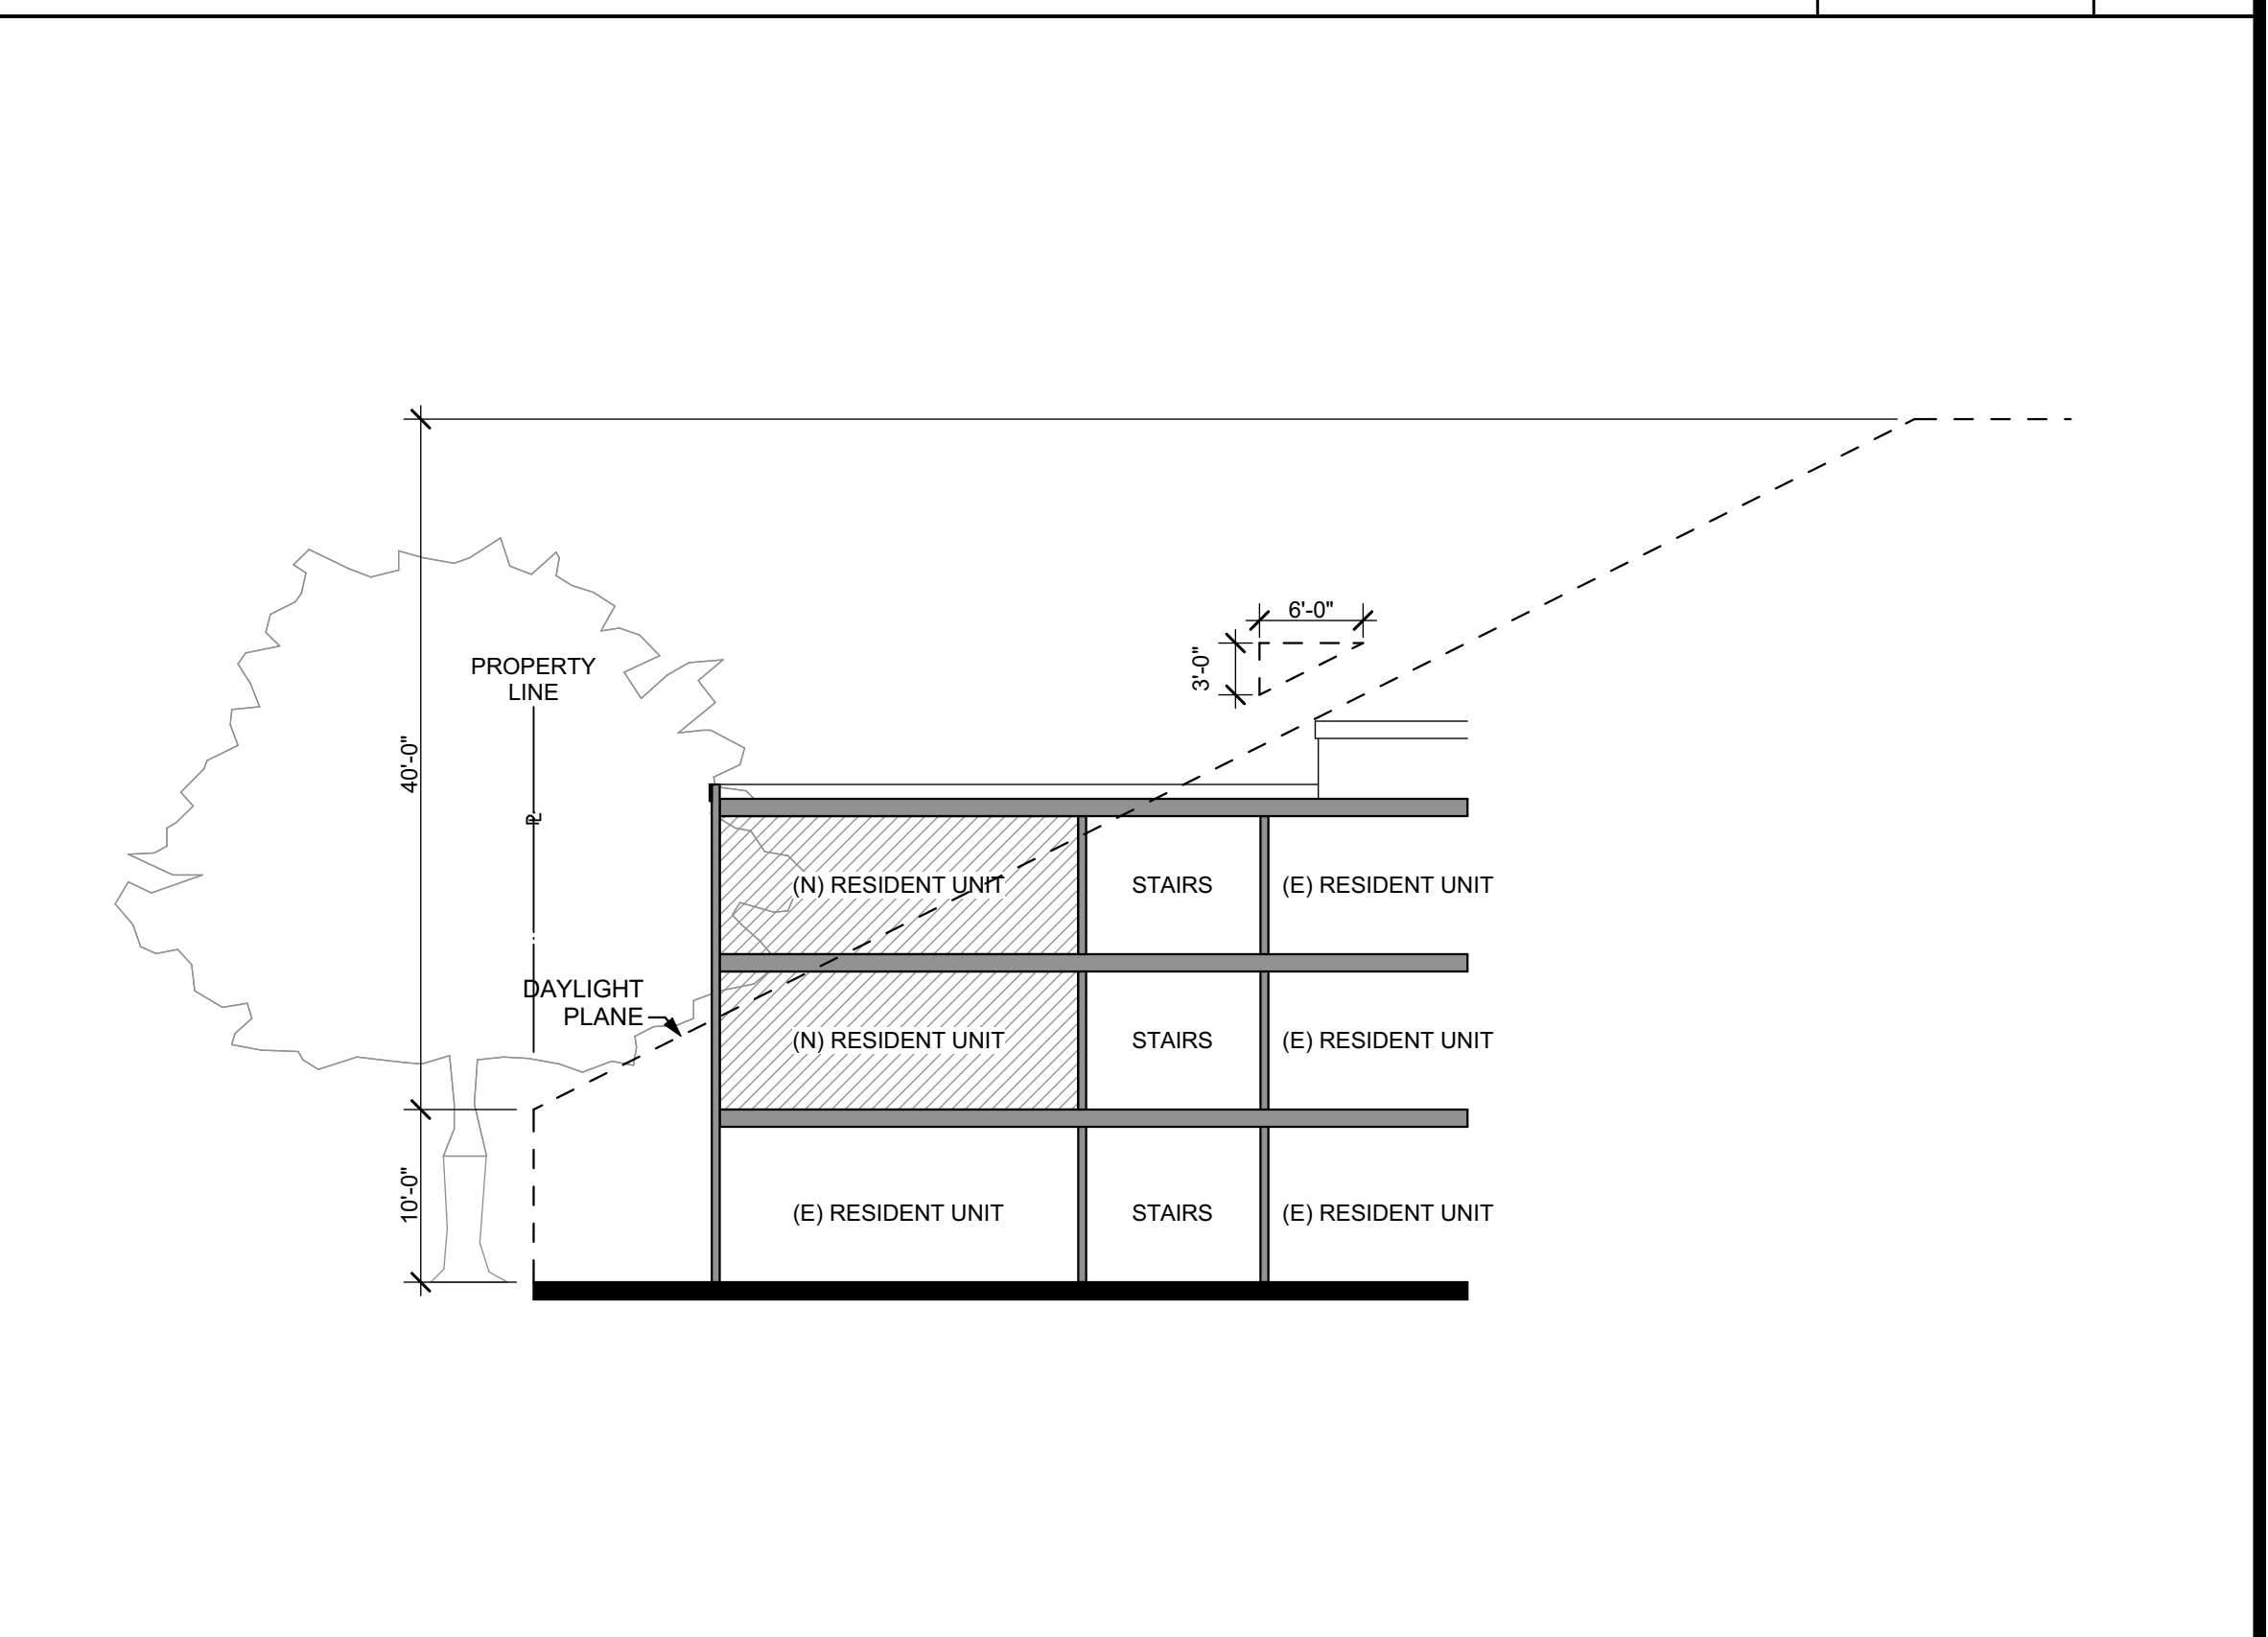 6'-0"
3'-0"
PROPERTY
LINE
40'-0"
PL
(N) RESIDENT UNIT
STAIRS
(E) RESIDENT UNIT
DAYLIGHT
PLANE
(N) RESIDENT UNIT
STAIRS
(E) RESIDENT UNIT
10'-0"
(E) RESIDENT UNIT
STAIRS
(E) RESIDENT UNIT